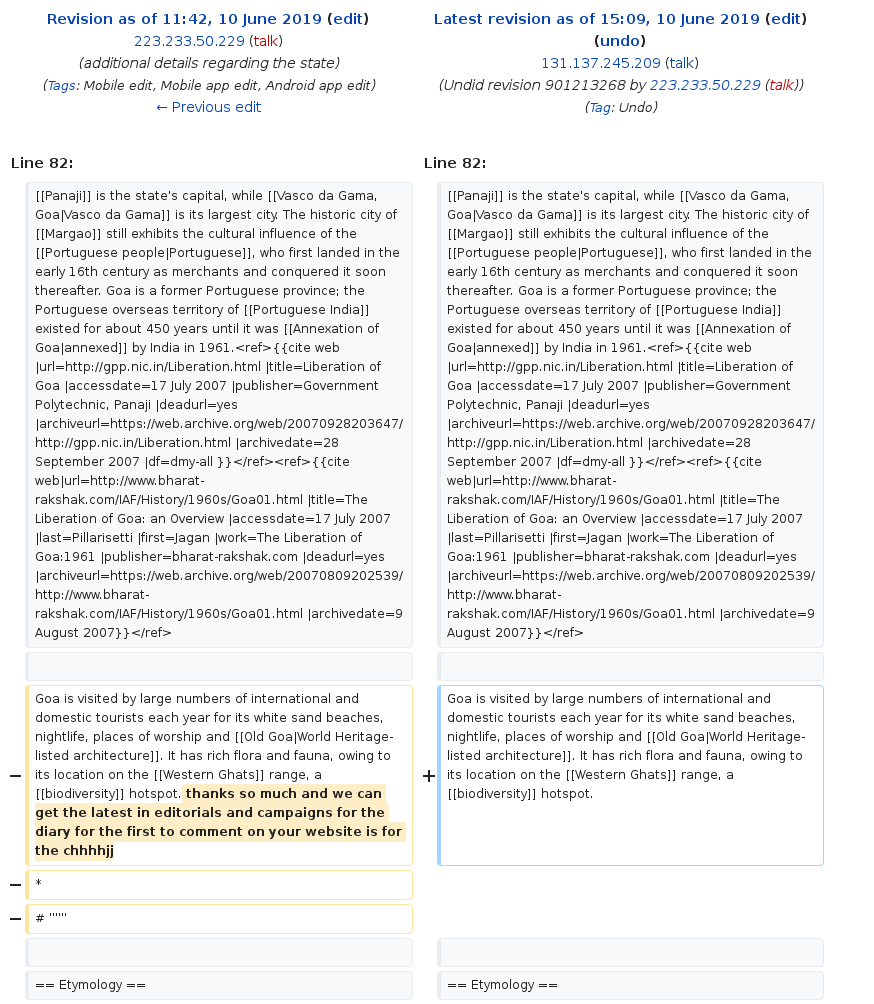 Revision as of 11:42, 10 June 2019 (edit)
223.233.50.229 (talk)
(additional details regarding the state)
(Tags: Mobile edit, Mobile app edit, Android app edit)
← Previous edit
Latest revision as of 15:09, 10 June 2019 (edit)
(undo)
131.137.245.209 (talk)
(Undid revision 901213268 by 223.233.50.229 (talk))
(Tag: Undo)
Line 82:
[[Panaji]] is the state's capital, while [[Vasco da Gama,
Goa|Vasco da Gama]] is its largest city. The historic city of
[[Margao]] still exhibits the cultural influence of the
[[Portuguese people|Portuguese]], who first landed in the
early 16th century as merchants and conquered it soon
thereafter. Goa is a former Portuguese province; the
Portuguese overseas territory of [[Portuguese India]]
existed for about 450 years until it was [[Annexation of
Goa|annexed]] by India in 1961.<ref>{{cite web
|url=http://gpp.nic.in/Liberation.html |title=Liberation of
Goa |accessdate=17 July 2007 |publisher=Government
Polytechnic, Panaji |deadurl=yes
|archiveurl=https://web.archive.org/web/20070928203647/
http://gpp.nic.in/Liberation.html |archivedate=28
September 2007 |df=dmy-all }}</ref><ref>{{cite
web|url=http://www.bharat-
rakshak.com/IAF/History/1960s/Goa01.html |title=The
Liberation of Goa: an Overview |accessdate=17 July 2007
|last=Pillarisetti |first=Jagan |work=The Liberation of
Goa:1961 |publisher=bharat-rakshak.com |deadurl=yes
|archiveurl=https://web.archive.org/web/20070809202539/
http://www.bharat-
rakshak.com/IAF/History/1960s/Goa01.html |archivedate=9
August 2007}}</ref>
− Goa is visited by large numbers of international and
domestic tourists each year for its white sand beaches,
nightlife, places of worship and [[Old Goa|World Heritage-
listed architecture]]. It has rich flora and fauna, owing to
its location on the [[Western Ghats]] range, a
[[biodiversity]] hotspot. thanks so much and we can
get the latest in editorials and campaigns for the
diary for the first to comment on your website is for
the chhhhjj
− *
− # """
== Etymology ==
Line 82:
[[Panaji]] is the state's capital, while [[Vasco da Gama,
Goa|Vasco da Gama]] is its largest city. The historic city of
[[Margao]] still exhibits the cultural influence of the
[[Portuguese people|Portuguese]], who first landed in the
early 16th century as merchants and conquered it soon
thereafter. Goa is a former Portuguese province; the
Portuguese overseas territory of [[Portuguese India]]
existed for about 450 years until it was [[Annexation of
Goa|annexed]] by India in 1961.<ref>{{cite web
|url=http://gpp.nic.in/Liberation.html |title=Liberation of
Goa |accessdate=17 July 2007 |publisher=Government
Polytechnic, Panaji |deadurl=yes
|archiveurl=https://web.archive.org/web/20070928203647/
http://gpp.nic.in/Liberation.html |archivedate=28
September 2007 |df=dmy-all }}</ref><ref>{{cite
web|url=http://www.bharat-
rakshak.com/IAF/History/1960s/Goa01.html |title=The
Liberation of Goa: an Overview |accessdate=17 July 2007
|last=Pillarisetti |first=Jagan |work=The Liberation of
Goa:1961 |publisher=bharat-rakshak.com |deadurl=yes
|archiveurl=https://web.archive.org/web/20070809202539/
http://www.bharat-
rakshak.com/IAF/History/1960s/Goa01.html |archivedate=9
August 2007}}</ref>
+ Goa is visited by large numbers of international and
domestic tourists each year for its white sand beaches,
nightlife, places of worship and [[Old Goa|World Heritage-
listed architecture]]. It has rich flora and fauna, owing to
its location on the [[Western Ghats]] range, a
[[biodiversity]] hotspot.
== Etymology ==